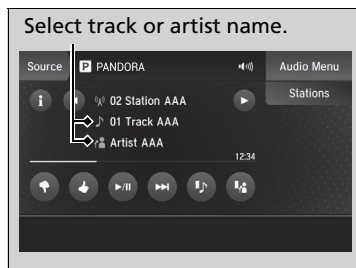 Select track or artist name.
Source
P PANDORA
Audio Menu
Stations
i
02 Station AAA
01 Track AAA
Artist AAA
12:34